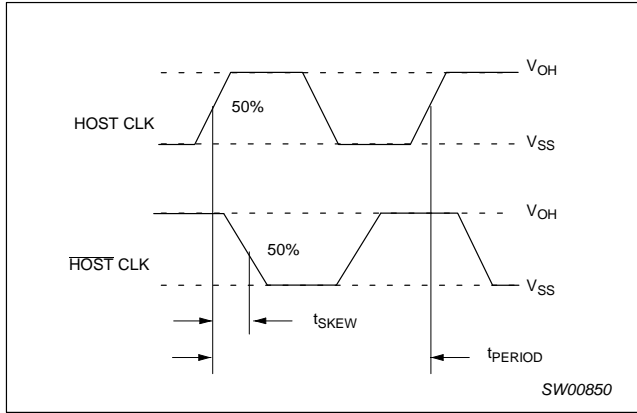 V_OH
50%
HOST CLK
V_SS
V_OH
50%
HOST CLK
V_SS
t_SKEW
t_PERIOD
SW00850